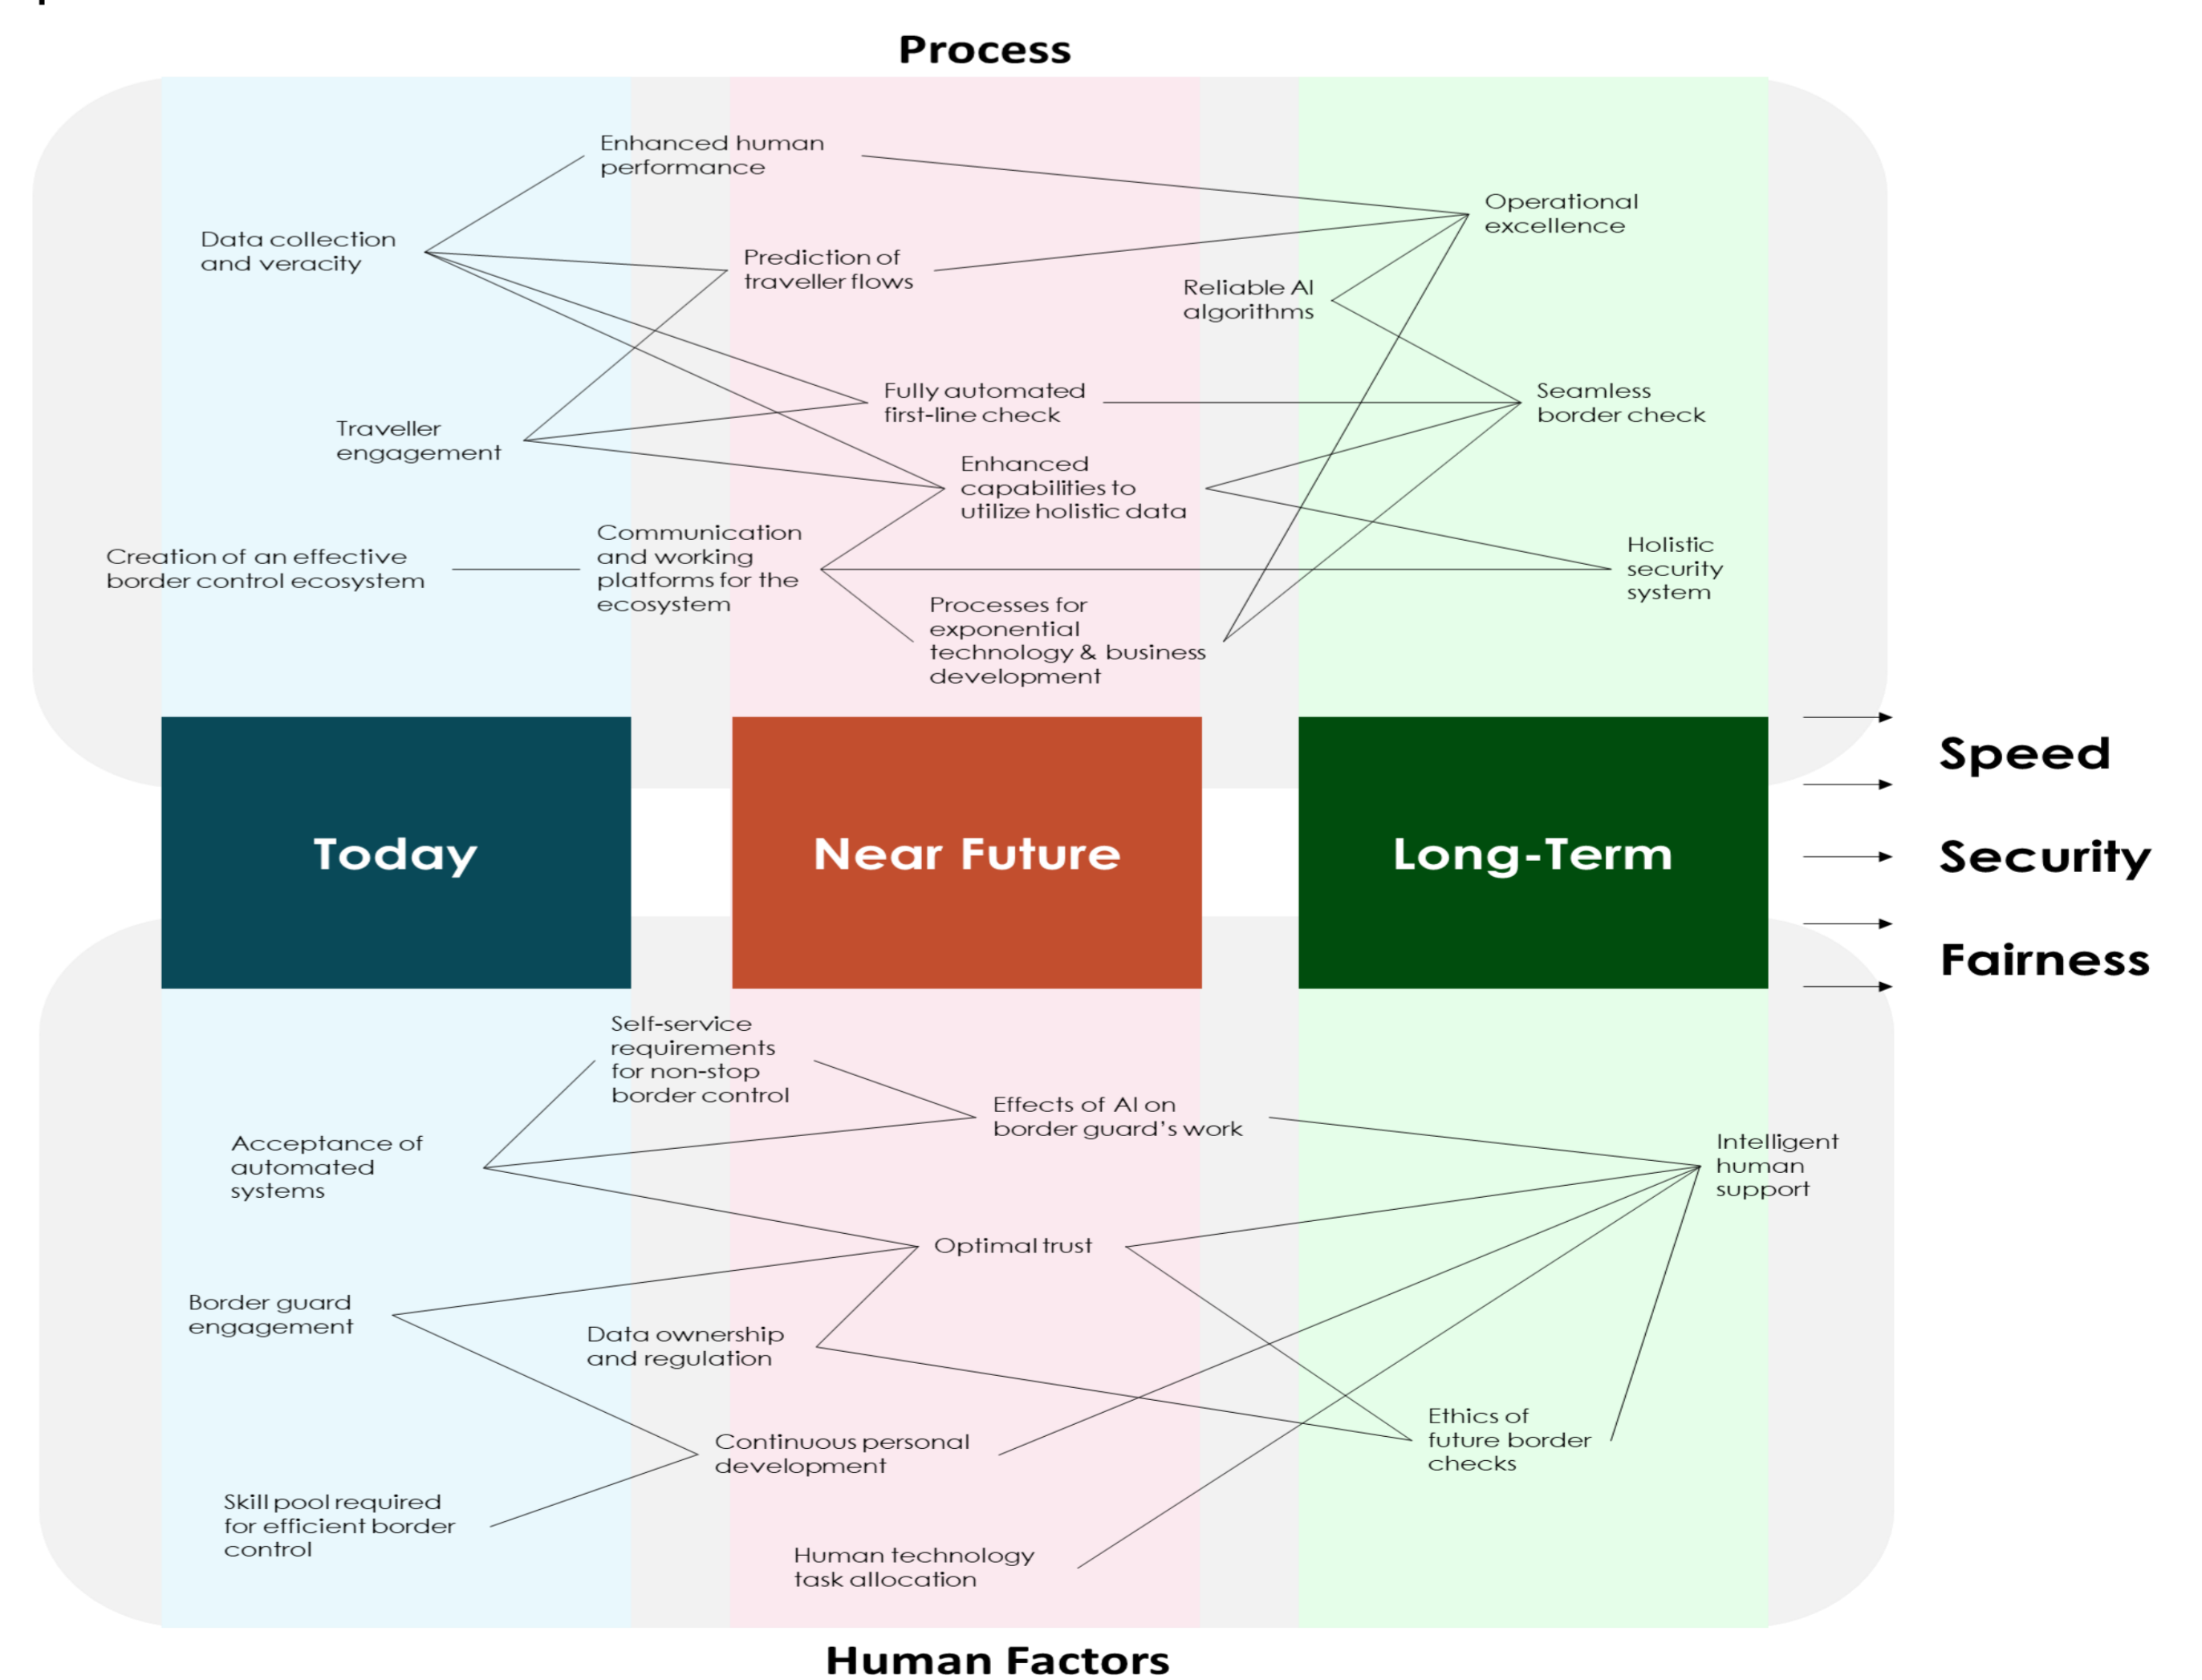 Process
Enhanced human
performance
Operational
excellence
Data collection
and veracity
Prediction of
traveller flows
Reliable AI
algorithms
Fully automated
first-line check
Seamless
border check
Traveller
engagement
Enhanced
capabilities to
utilize holistic data
Communication
and working
platforms for the
ecosystem
Creation of an effective
border control ecosystem
Holistic
security
system
Processes for
exponential
technology & business
development
Today
Near Future
Long-Term
Speed
Security
Fairness
Self-service
requirements
for non-stop
border control
Effects of AI on
border guard's work
Acceptance of
automated
systems
Intelligent
human
support
Optimal trust
Border guard
engagement
Data ownership
and regulation
Ethics of
future border
checks
Continuous personal
development
Skill pool required
for efficient border
control
Human technology
task allocation
Human Factors